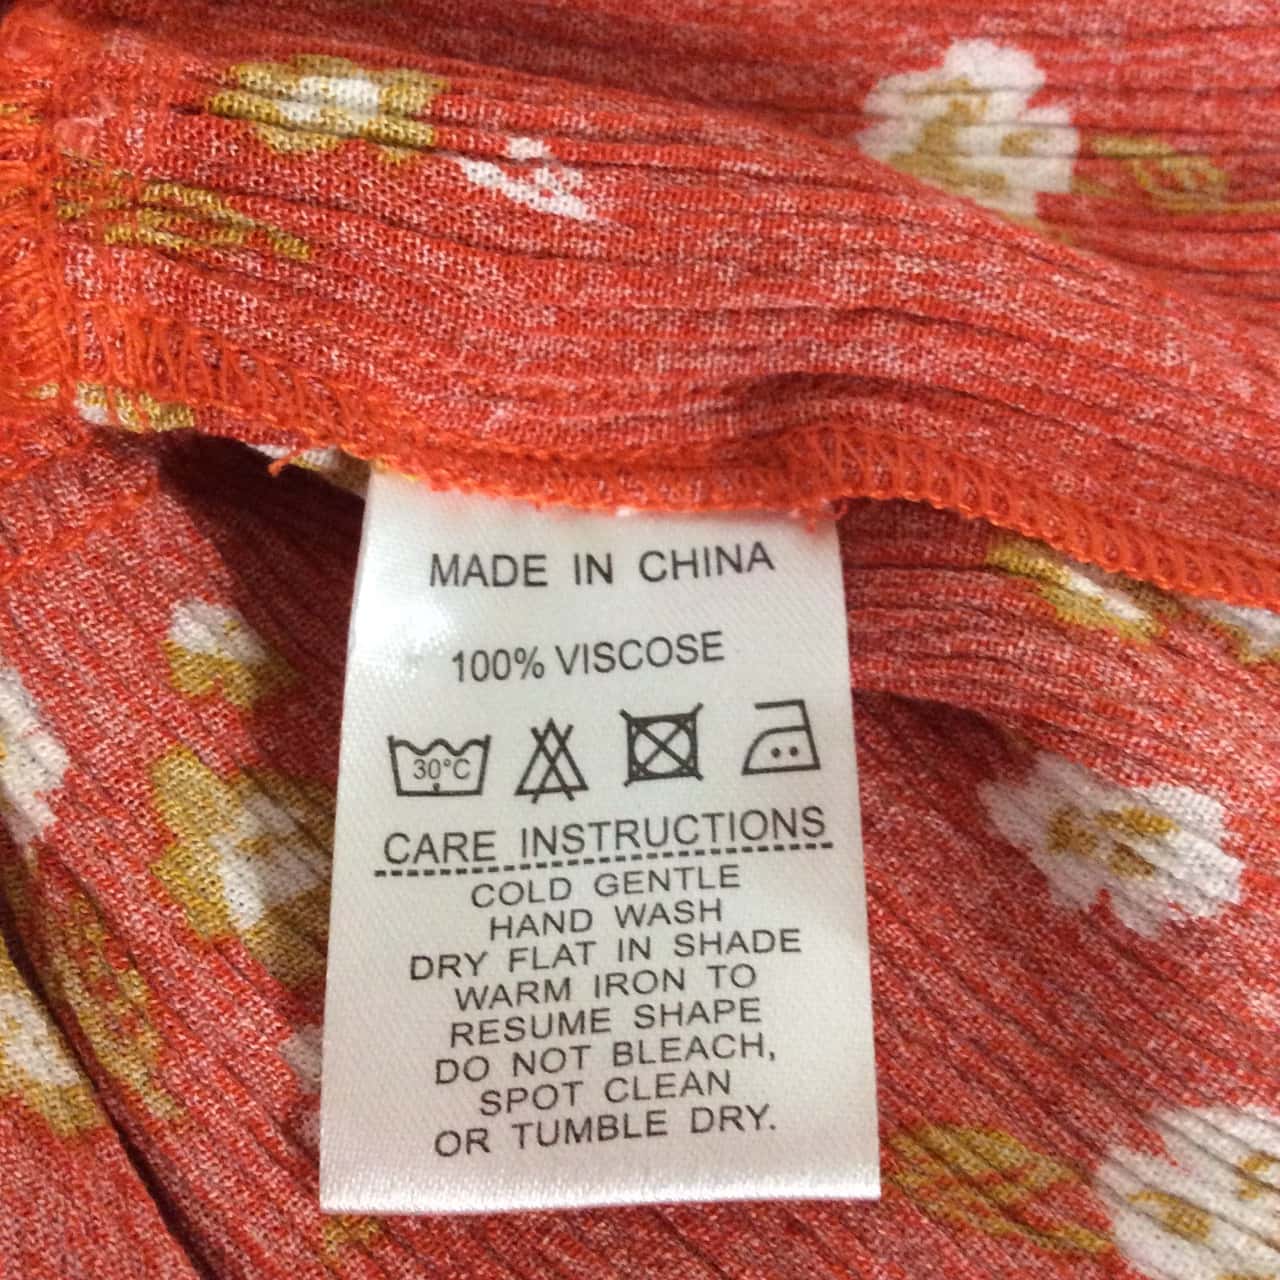 MADE IN CHINA
100% VISCOSE
30°C
CARE INSTRUCTIONS
COLD GENTLE
HAND WASH
DRY FLAT IN SHADE
WARM IRON TO
RESUME SHAPE
DO NOT BLEACH,
SPOT CLEAN
OR TUMBLE DRY.